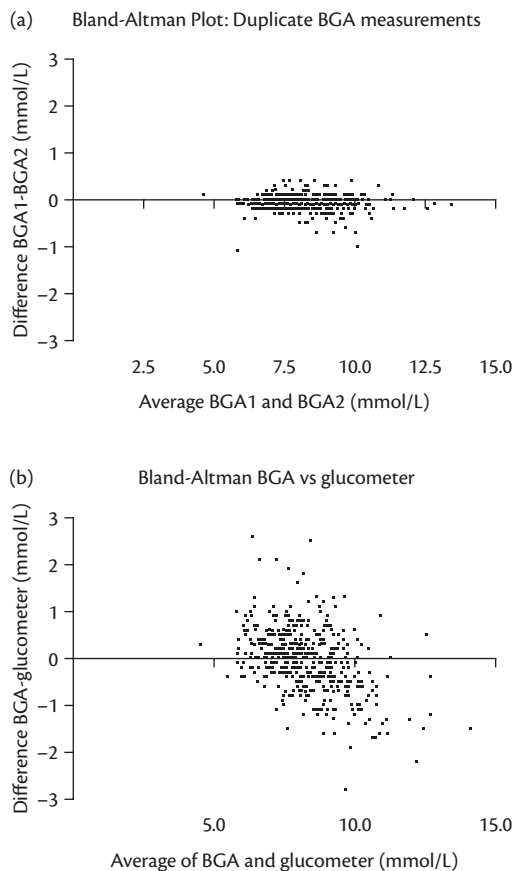 (a) Bland-Altman Plot: Duplicate BGA measurements
3
2
1
0
−1
−2
−3
Difference BGA1-BGA2 (mmol/L)
2.5 5.0 7.5 10.0 12.5 15.0
Average BGA1 and BGA2 (mmol/L)
(b) Bland-Altman BGA vs glucometer
3
2
1
0
−1
−2
−3
Difference BGA-glucometer (mmol/L)
5.0 10.0 15.0
Average of BGA and glucometer (mmol/L)